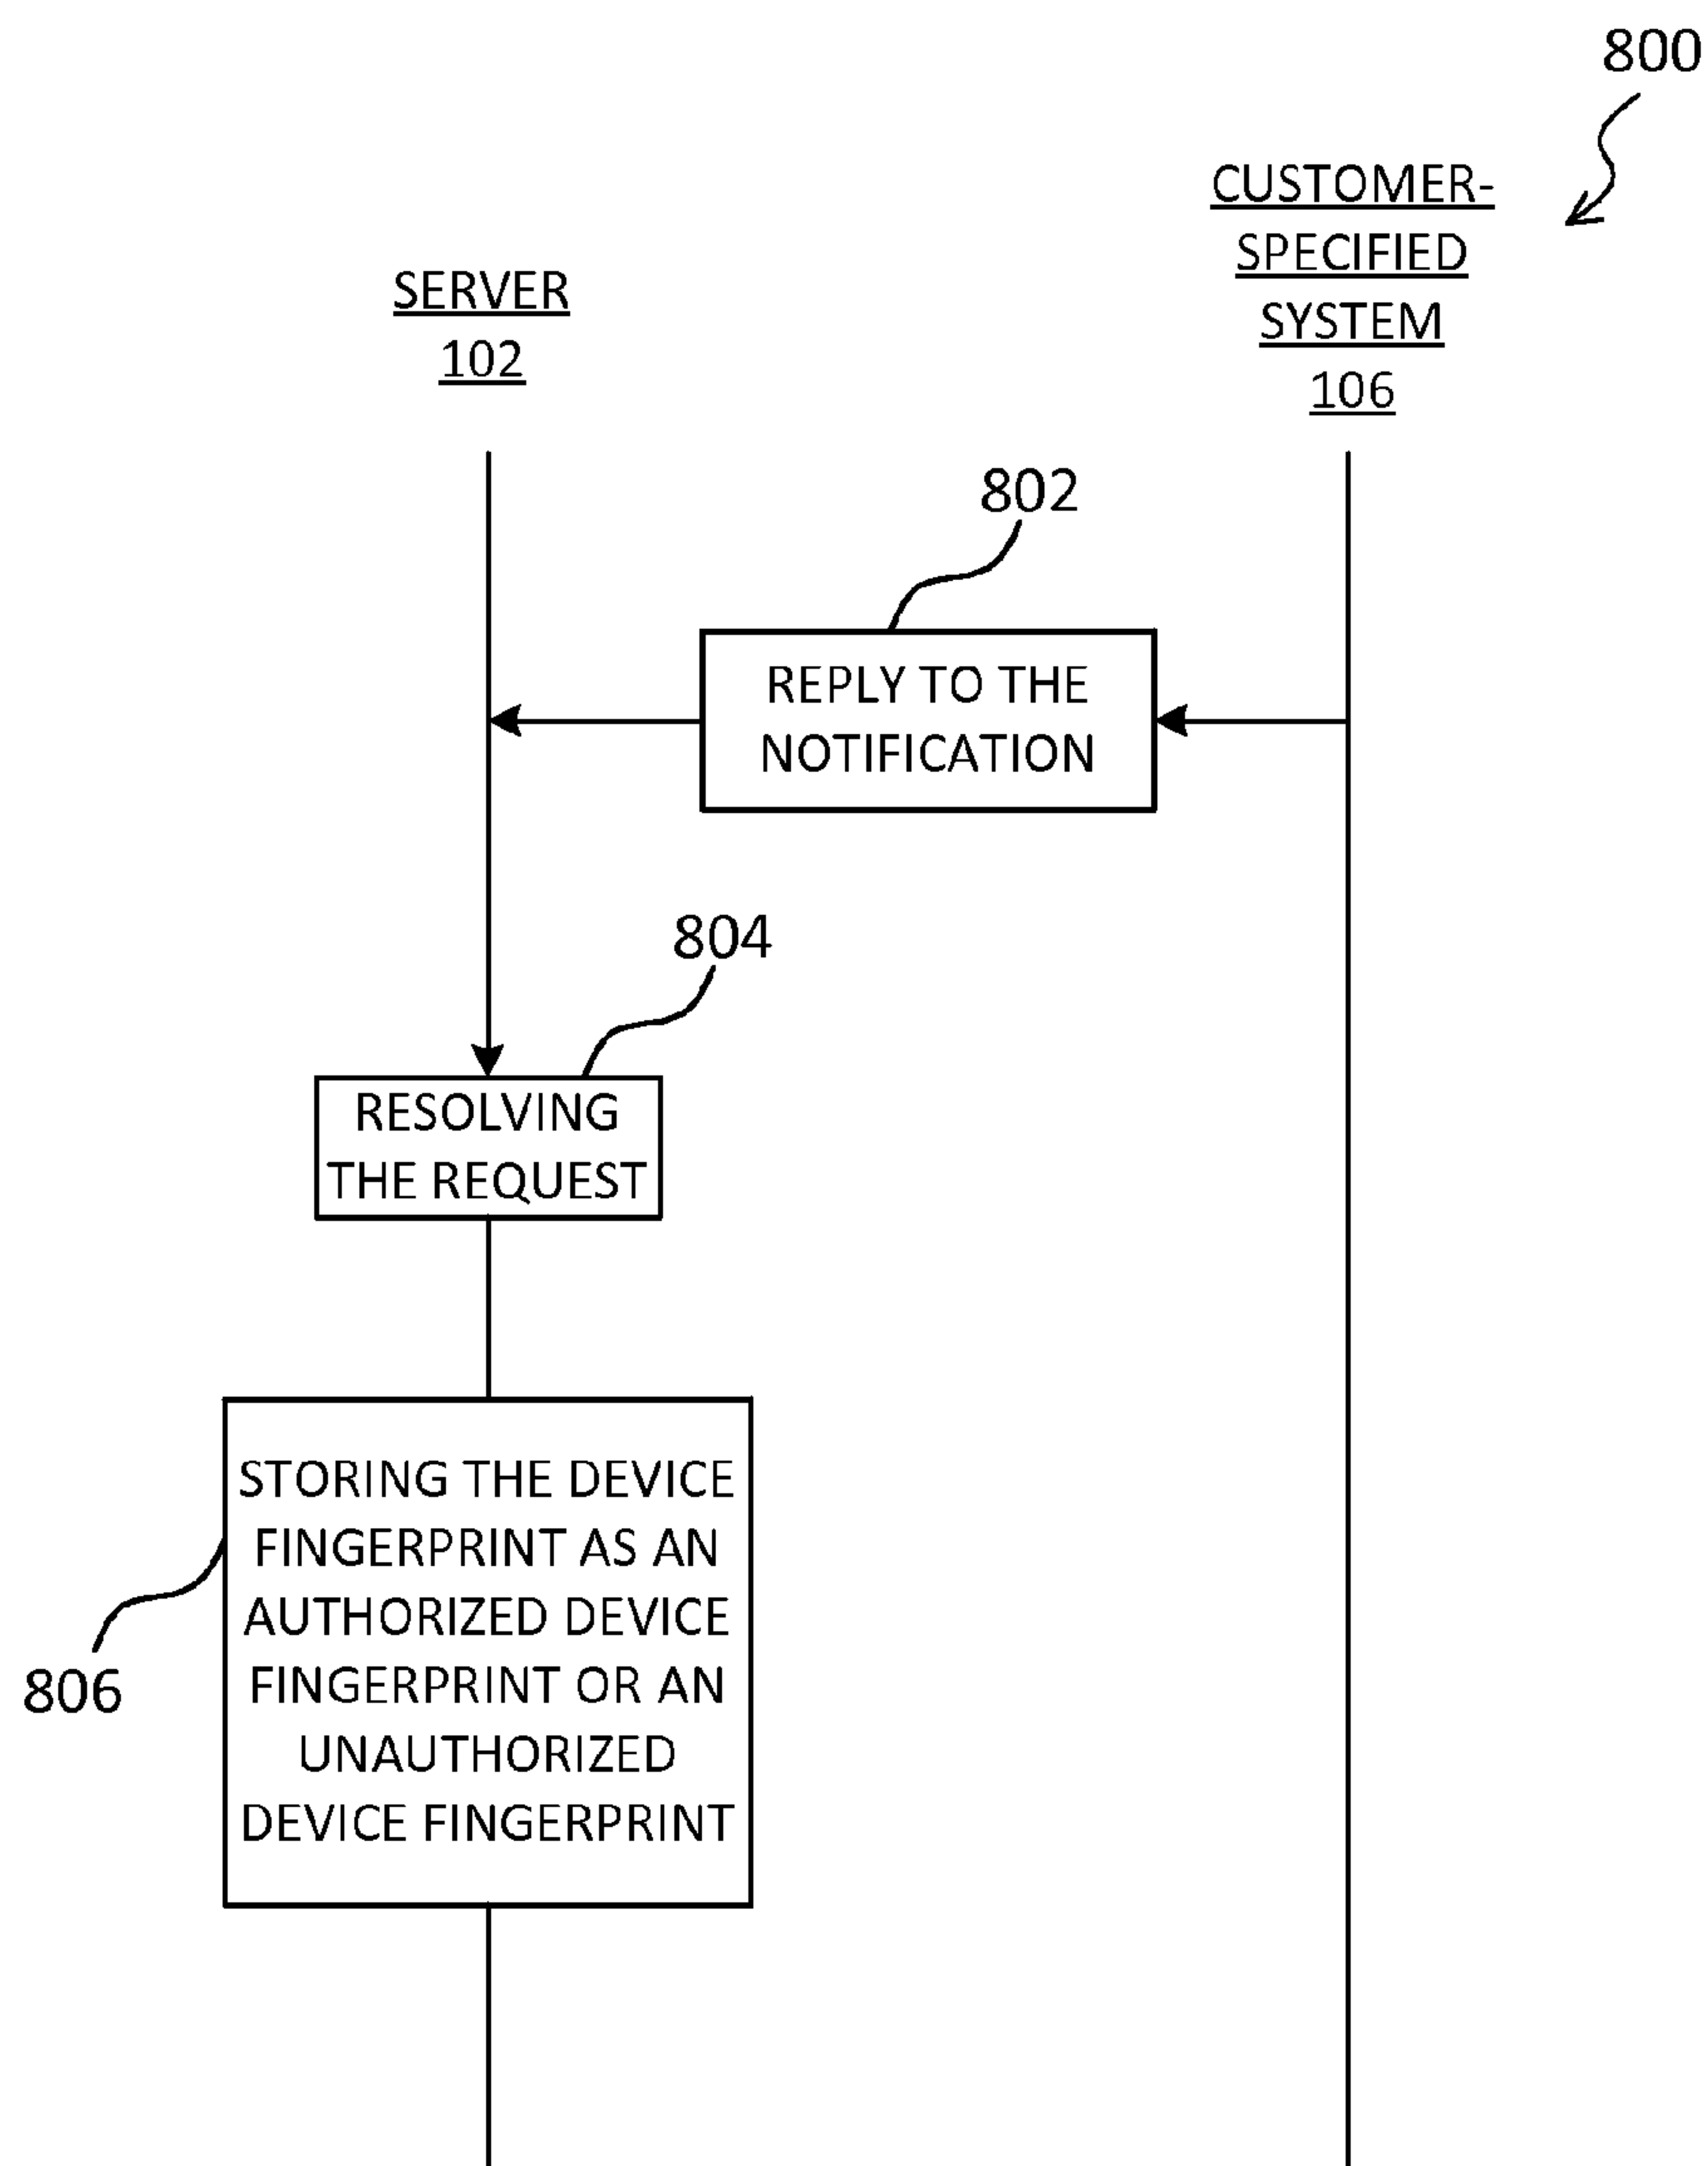 800
CUSTOMER-
SPECIFIED
SYSTEM
106
SERVER
102
802
REPLY TO THE
NOTIFICATION
804
RESOLVING
THE REQUEST
STORING THE DEVICE
FINGERPRINT AS AN
AUTHORIZED DEVICE
FINGERPRINT OR AN
UNAUTHORIZED
DEVICE FINGERPRINT
806